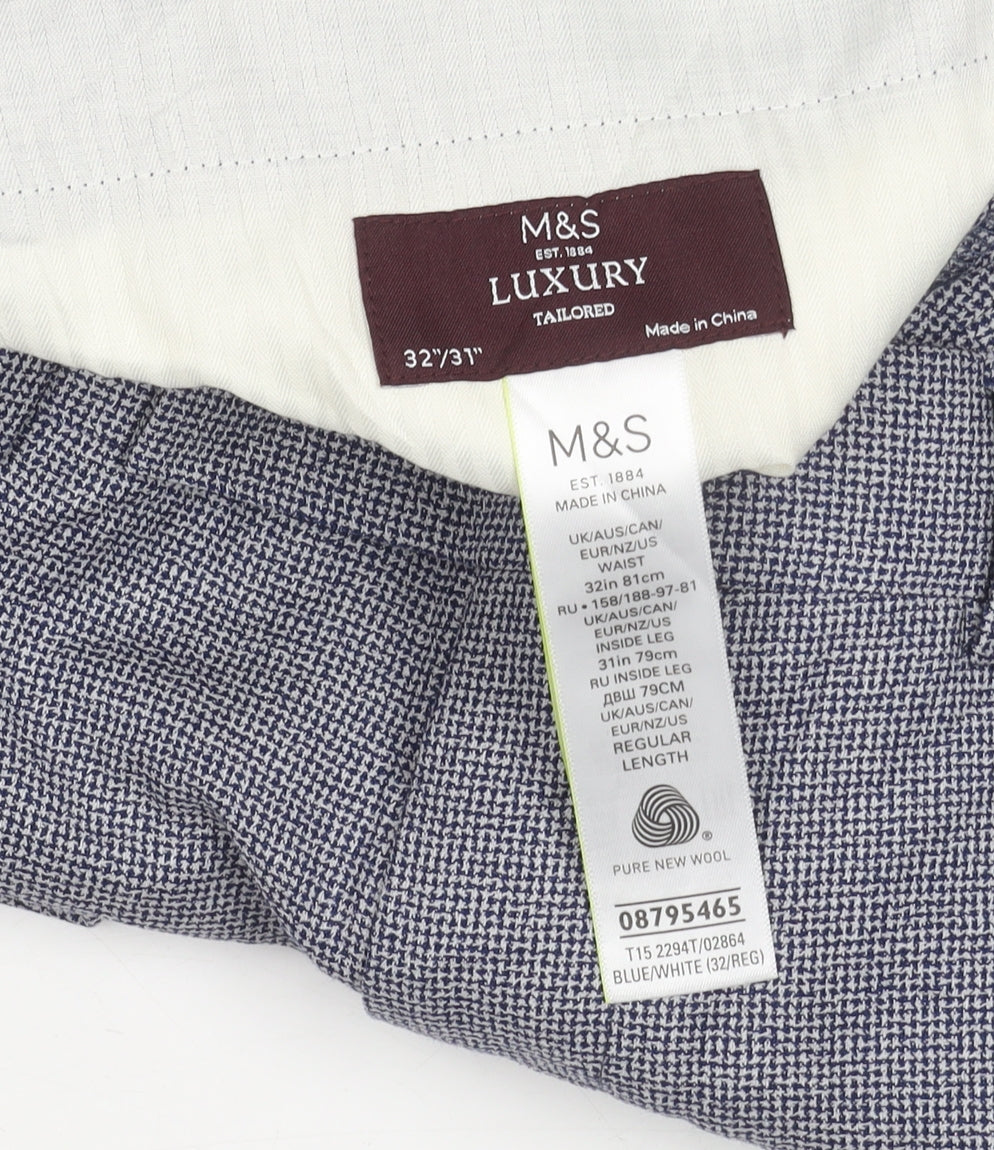 M&S
EST. 1884
LUXURY
TAILORED
Made in China
32"/31"
M&S
EST. 1884
MADE IN CHINA
UK/AUS/CAN/
EUR/NZ/US
WAIST
32in 81cm
RU • 158/188-97-81
UK/AUS/CAN/
EUR/NZ/US
INSIDE LEG
31in 79cm
RU INSIDE LEG
ДВШ 79CM
UK/AUS/CAN/
EUR/NZ/US
REGULAR
LENGTH
®
PURE NEW WOOL
08795465
T15 2294T/02864
BLUE/WHITE (32/REG)